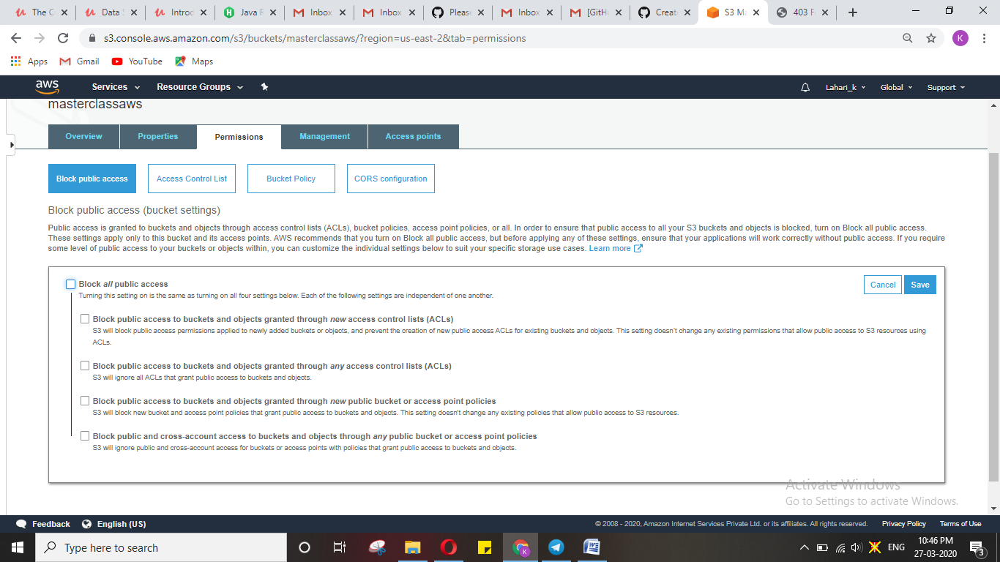 The C
Data
Introd
Java F
Inbox
Inbox
Please
Inbox
[GitH
Create
S3 Ma
403 F
s3.console.aws.amazon.com/s3/buckets/masterclassaws/?region=us-east-2&tab=permissions
K
Apps Gmail YouTube Maps
aws Services Resource Groups Lahari_k Global Support
masterclassaws
Overview Properties Permissions Management Access points
Block public access Access Control List Bucket Policy CORS configuration
Block public access (bucket settings)
Public access is granted to buckets and objects through access control lists (ACLs), bucket policies, access point policies, or all. In order to ensure that public access to all your S3 buckets and objects is blocked, turn on Block all public access.
These settings apply only to this bucket and its access points. AWS recommends that you turn on Block all public access, but before applying any of these settings, ensure that your applications will work correctly without public access. If you require
some level of public access to your buckets or objects within, you can customize the individual settings below to suit your specific storage use cases. Learn more
Block all public access Cancel Save
Turning this setting on is the same as turning on all four settings below. Each of the following settings are independent of one another.
Block public access to buckets and objects granted through new access control lists (ACLs)
S3 will block public access permissions applied to newly added buckets or objects, and prevent the creation of new public access ACLs for existing buckets and objects. This setting doesn't change any existing permissions that allow public access to S3 resources using
ACLs.
Block public access to buckets and objects granted through any access control lists (ACLs)
S3 will ignore all ACLs that grant public access to buckets and objects.
Block public access to buckets and objects granted through new public bucket or access point policies
S3 will block new bucket and access point policies that grant public access to buckets and objects. This setting doesn't change any existing policies that allow public access to S3 resources.
Block public and cross-account access to buckets and objects through any public bucket or access point policies
S3 will ignore public and cross-account access for buckets or access points with policies that grant public access to buckets and objects.
Activate Windows
Go to Settings to activate Windows.
Feedback English (US) © 2008 - 2020, Amazon Internet Services Private Ltd. or its affiliates. All rights reserved. Privacy Policy Terms of Use
Type here to search
ENG
10:46 PM
27-03-2020
3